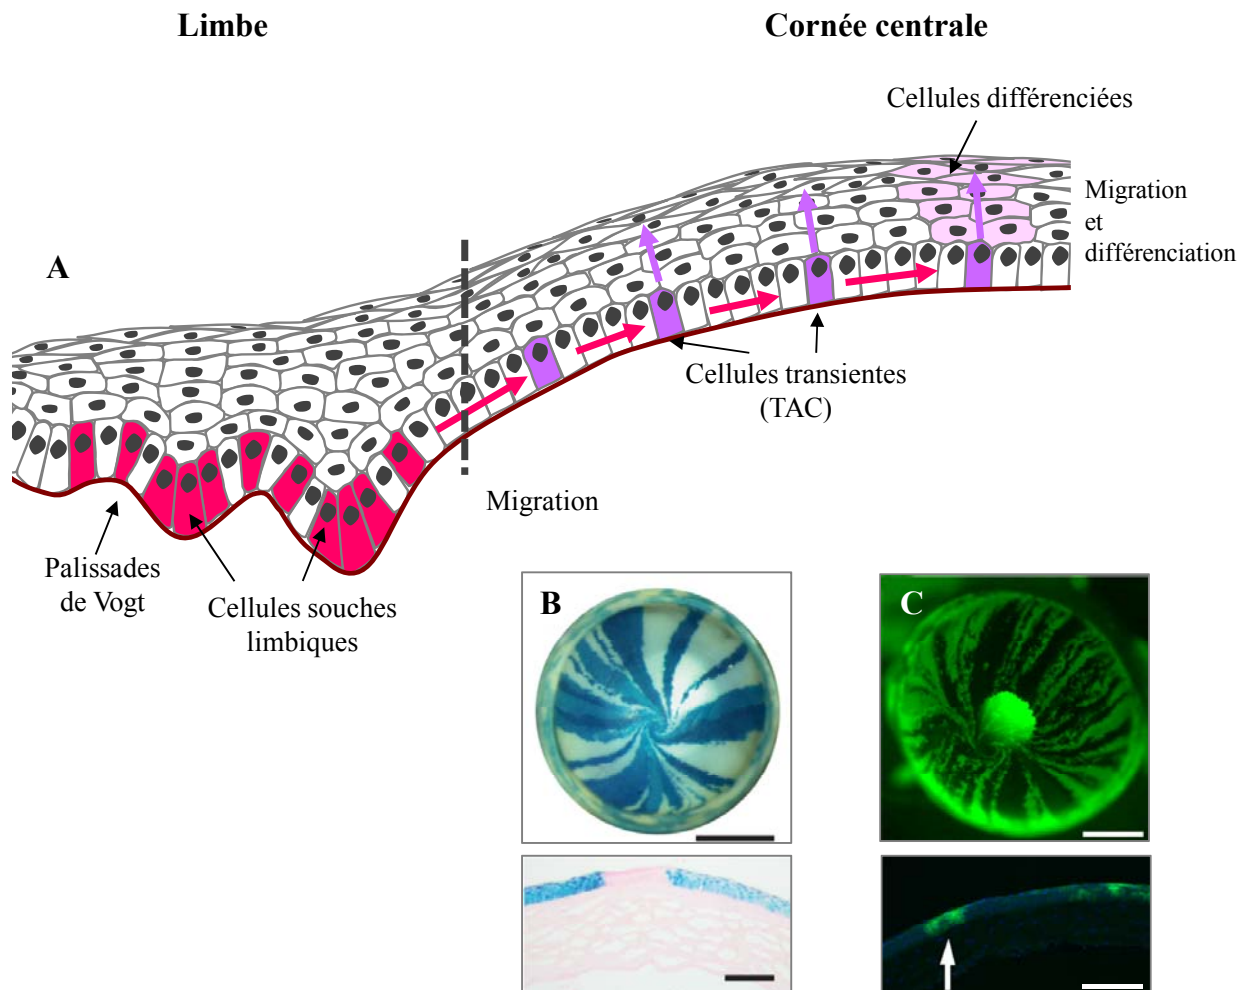 Limbe
Cornée centrale
Cellules différenciées
Migration
et
différenciation
A
Cellules transientes
(TAC)
Migration
Palissades
de Vogt
Cellules souches
limbiques
B
C